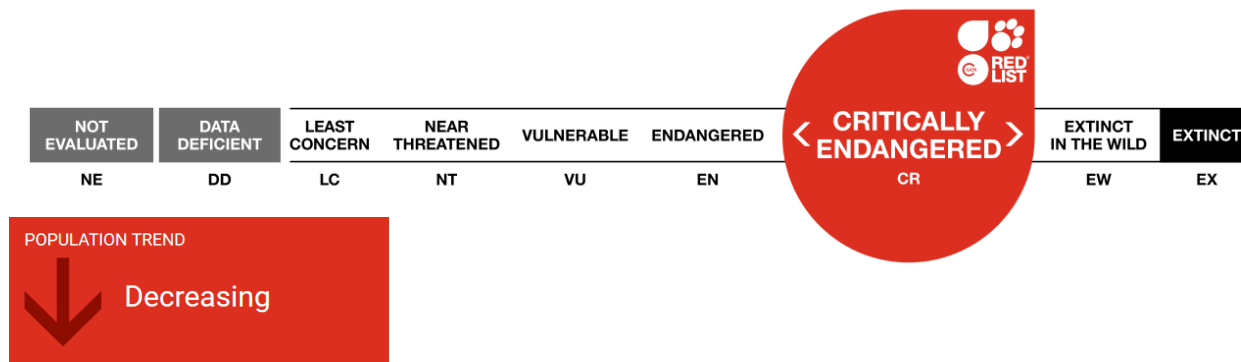 RED
LIST
NOT
EVALUATED
DATA
DEFICIENT
LEAST
CONCERN
NEAR
THREATENED
VULNERABLE
ENDANGERED
< CRITICALLY
ENDANGERED >
EXTINCT
IN THE WILD
EXTINCT
NE
DD
LC
NT
VU
EN
CR
EW
EX
POPULATION TREND
Decreasing